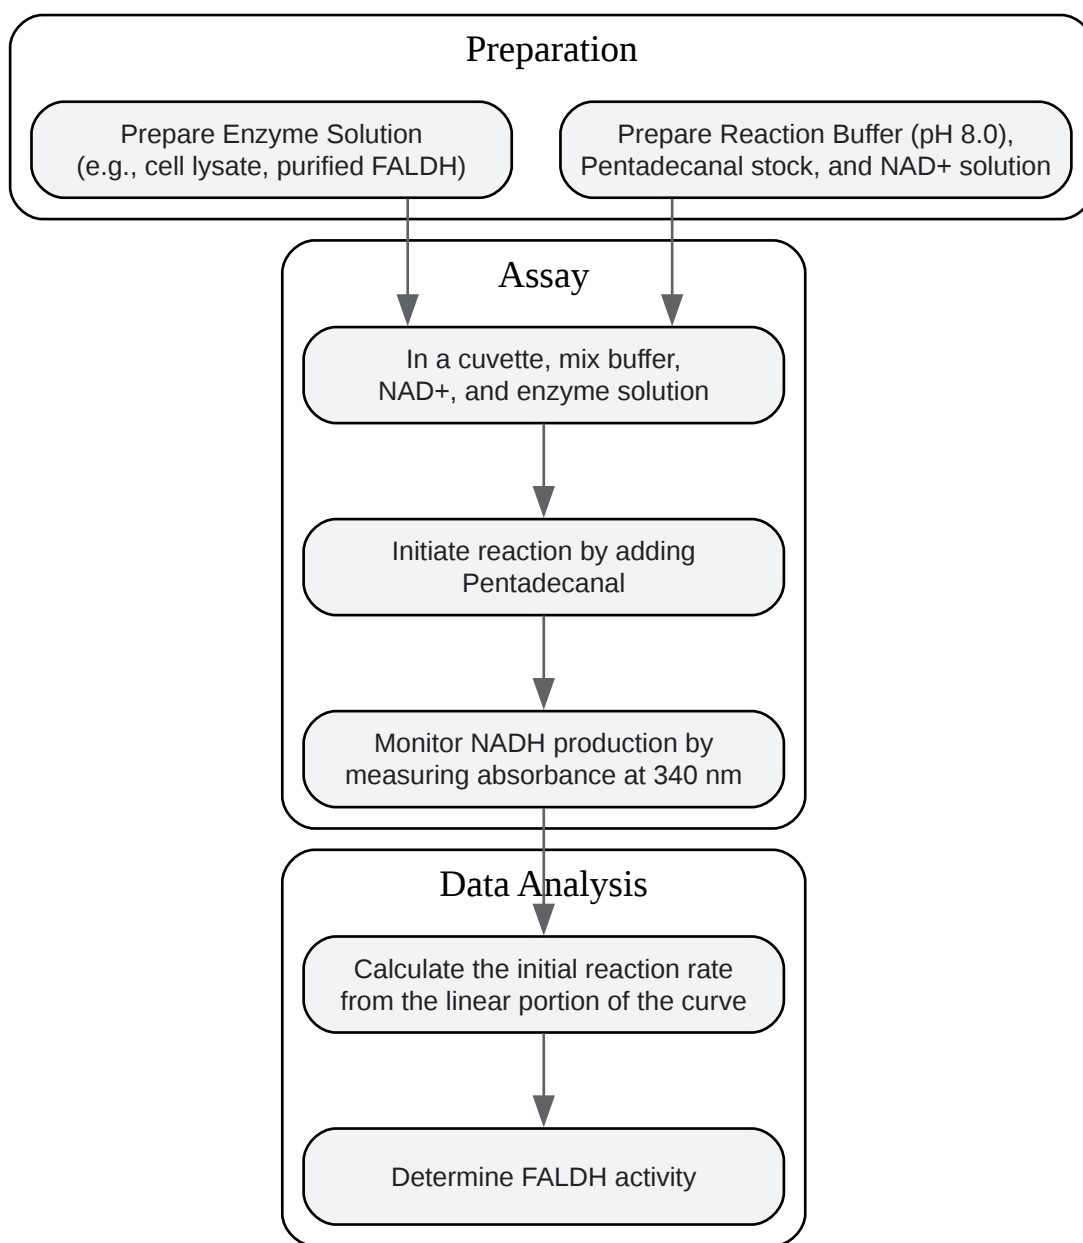 Preparation
Prepare Enzyme Solution
(e.g., cell lysate, purified FALDH)
Prepare Reaction Buffer (pH 8.0),
Pentadecanal stock, and NAD+ solution
Assay
In a cuvette, mix buffer,
NAD+, and enzyme solution
Initiate reaction by adding
Pentadecanal
Monitor NADH production by
measuring absorbance at 340 nm
Data Analysis
Calculate the initial reaction rate
from the linear portion of the curve
Determine FALDH activity